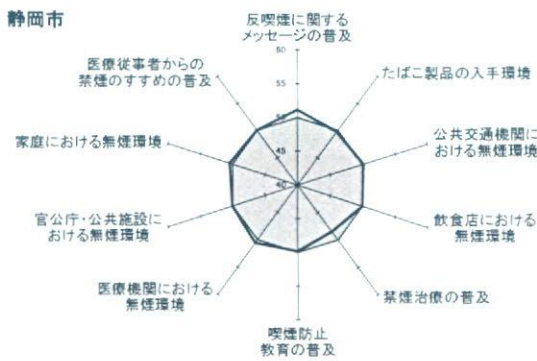 静岡市
反喫煙に関する
メッセージの普及
60
55
45
40
たばこ製品の入手環境
公共交通機関に
おける無煙環境
飲食店における
無煙環境
禁煙治療の普及
喫煙防止
教育の普及
医療機関における
無煙環境
官公庁・公共施設に
おける無煙環境
家庭における無煙環境
医療従事者からの
禁煙のすすめの普及